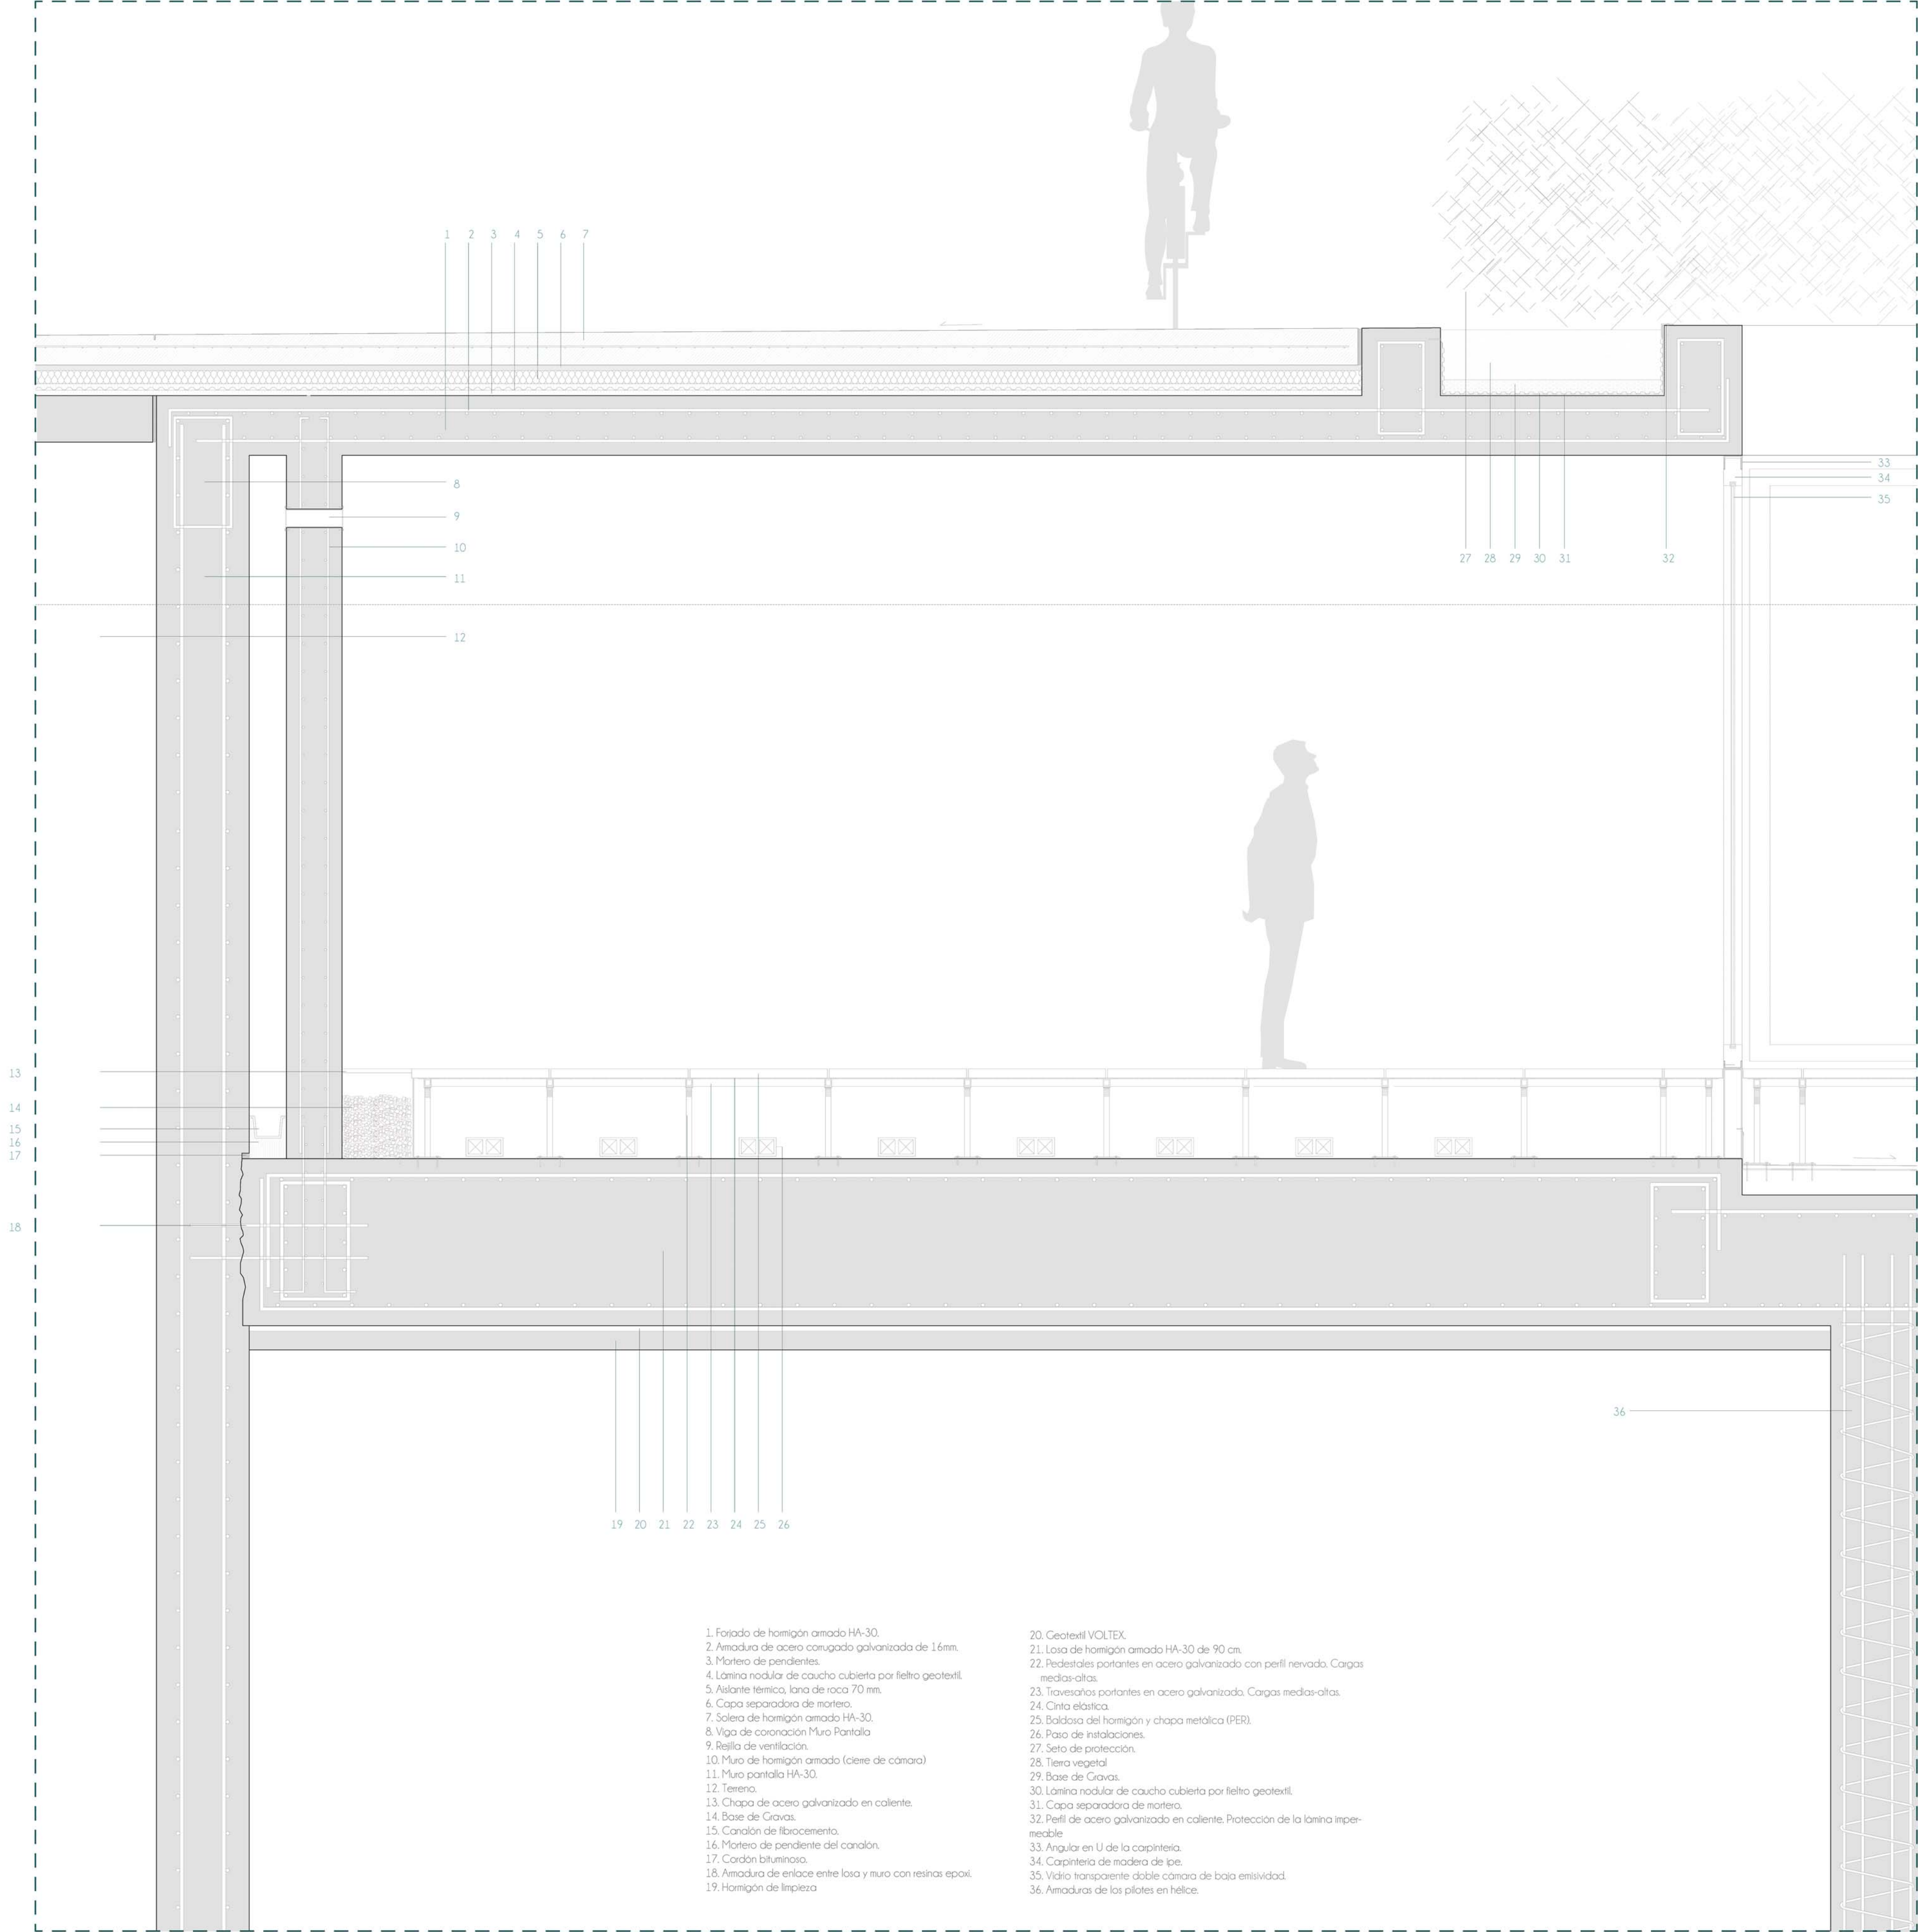 1 2 3 4 5 6 7
8
33
34
35
9
10
27 28 29 30 31 32
11
12
13
14
15
16
17
18
36
19 20 21 22 23 24 25 26
1. Forjado de hormigón armado HA-30.
2. Armadura de acero corrugado galvanizada de 16mm.
3. Mortero de pendientes.
4. Lámina nodular de caucho cubierta por fieltro geotextil.
5. Aislante térmico, lana de roca 70 mm.
6. Capa separadora de mortero.
7. Solera de hormigón armado HA-30.
8. Viga de coronación Muro Pantalla
9. Rejilla de ventilación.
10. Muro de hormigón armado (cierre de cámara)
11. Muro pantalla HA-30.
12. Terreno.
13. Chapa de acero galvanizado en caliente.
14. Base de Gravas.
15. Canalón de fibrocemento.
16. Mortero de pendiente del canalón.
17. Cordón bituminoso.
18. Armadura de enlace entre losa y muro con resinas epoxi.
19. Hormigón de limpieza
20. Geotextil VOLTEX.
21. Losa de hormigón armado HA-30 de 90 cm.
22. Pedestales portantes en acero galvanizado con perfil nervado. Cargas
medias-altas.
23. Travesaños portantes en acero galvanizado. Cargas medias-altas.
24. Cinta elástica.
25. Baldosa del hormigón y chapa metálica (PER).
26. Paso de instalaciones.
27. Seto de protección.
28. Tierra vegetal
29. Base de Gravas.
30. Lámina nodular de caucho cubierta por fieltro geotextil.
31. Capa separadora de mortero.
32. Perfil de acero galvanizado en caliente. Protección de la lámina imper-
meable
33. Angular en U de la carpintería.
34. Carpintería de madera de ipe.
35. Vidrio transparente doble cámara de baja emisividad.
36. Armaduras de los pilotes en hélice.